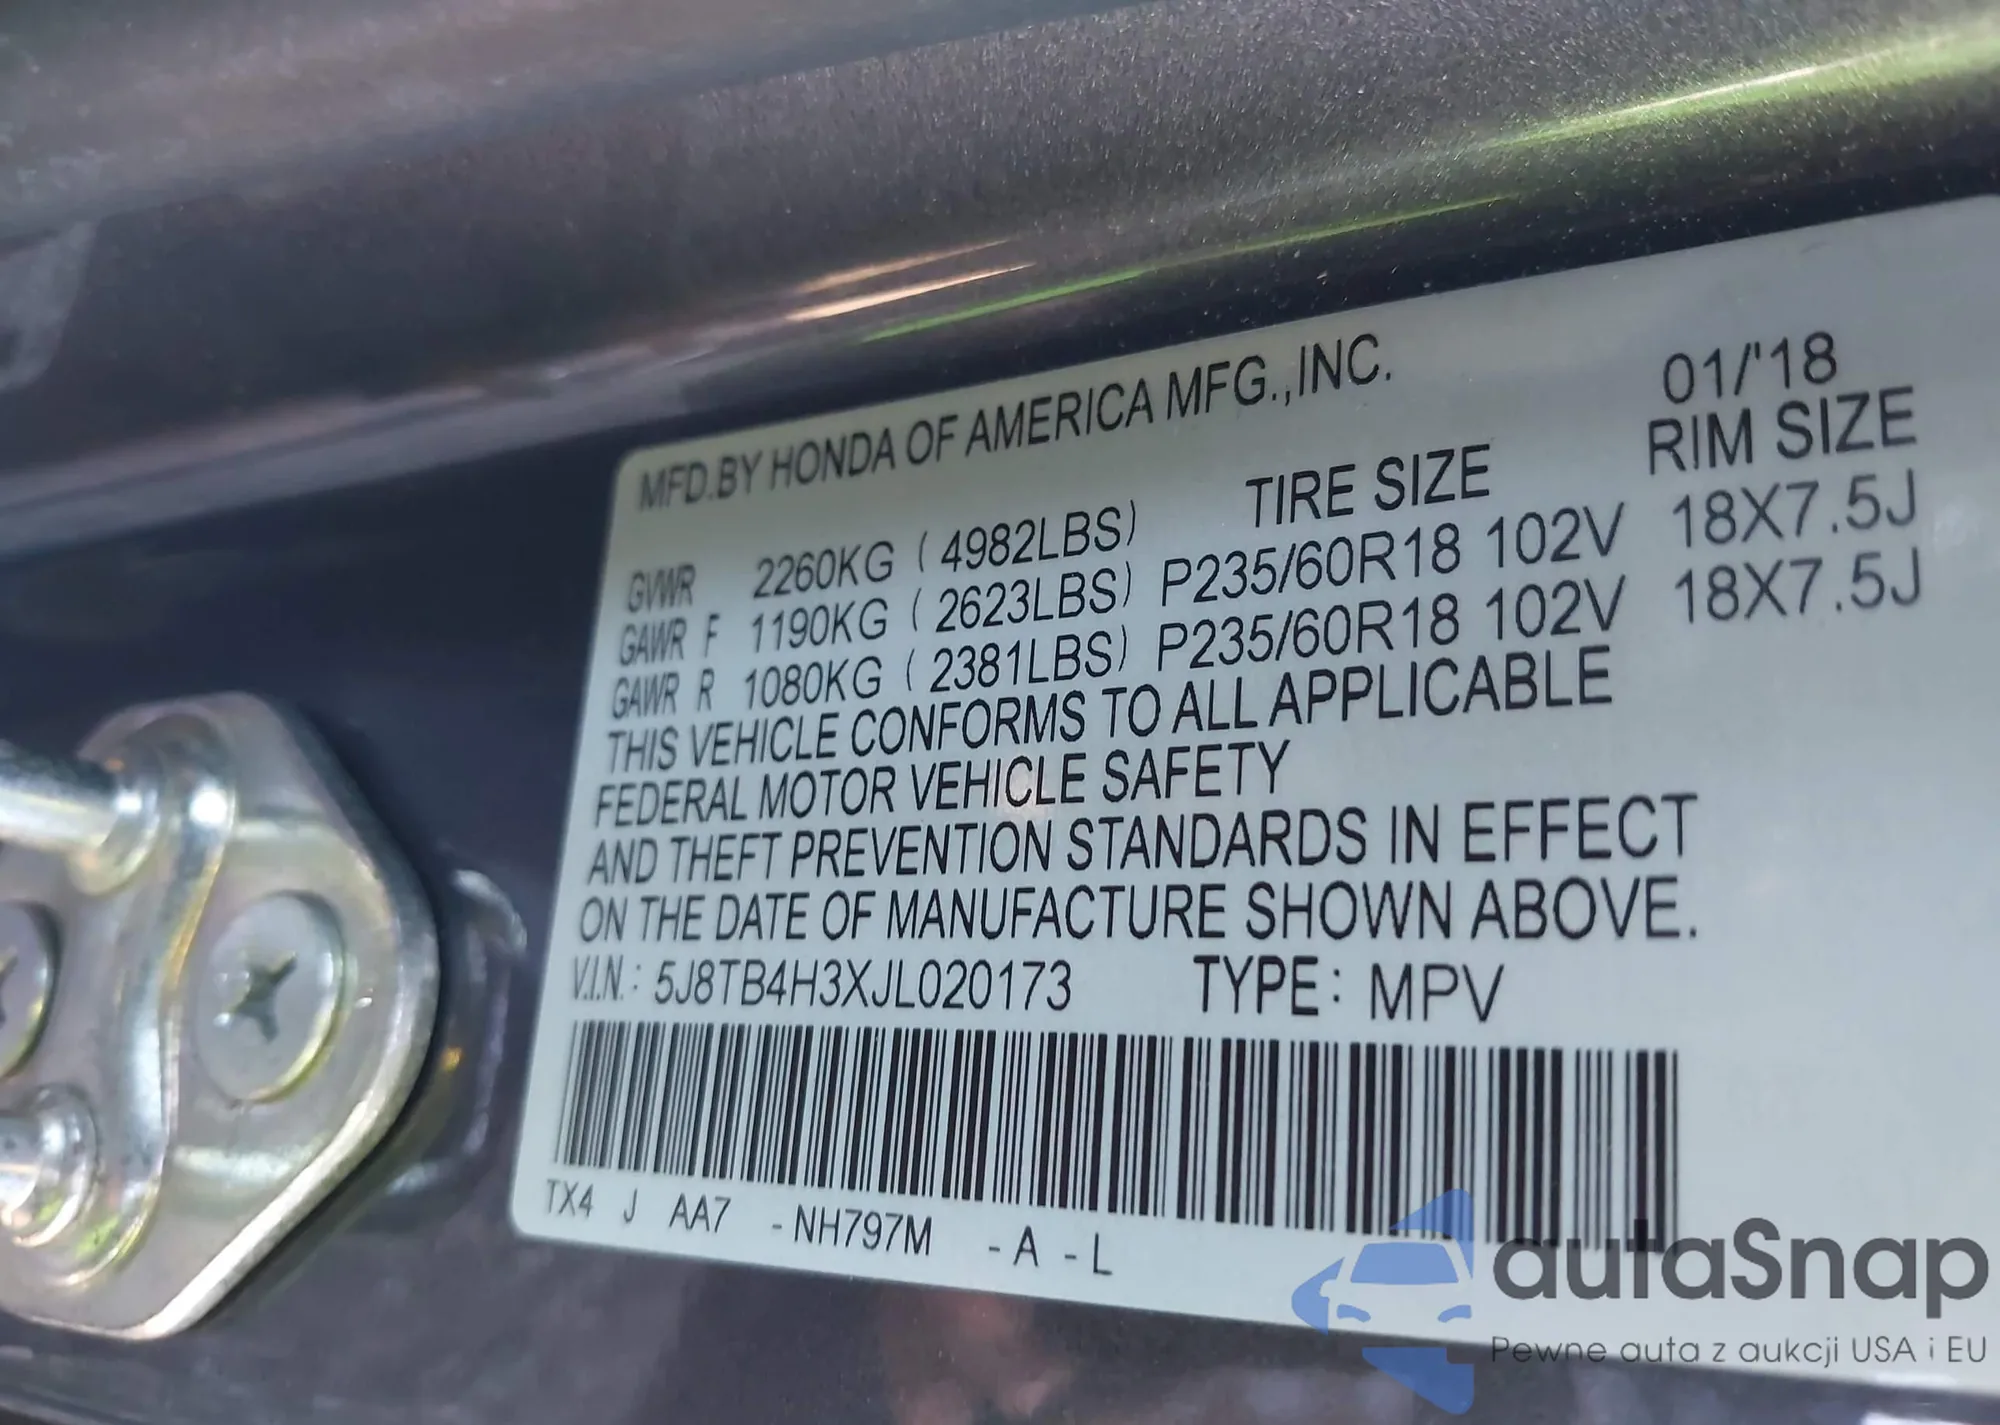 MFD.BY HONDA OF AMERICA MFG.,INC. 01/'18
TIRE SIZE RIM SIZE
GVWR 2260KG ( 4982LBS)
GAWR F 1190KG ( 2623LBS) P235/60R18 102V 18X7.5J
GAWR R 1080KG ( 2381LBS) P235/60R18 102V 18X7.5J
THIS VEHICLE CONFORMS TO ALL APPLICABLE
FEDERAL MOTOR VEHICLE SAFETY
AND THEFT PREVENTION STANDARDS IN EFFECT
ON THE DATE OF MANUFACTURE SHOWN ABOVE.
V.I.N.: 5J8TB4H3XJL020173 TYPE: MPV
TX4 J AA7 -NH797M -A -L
autaSnap
Pewne auta z aukcji USA i EU